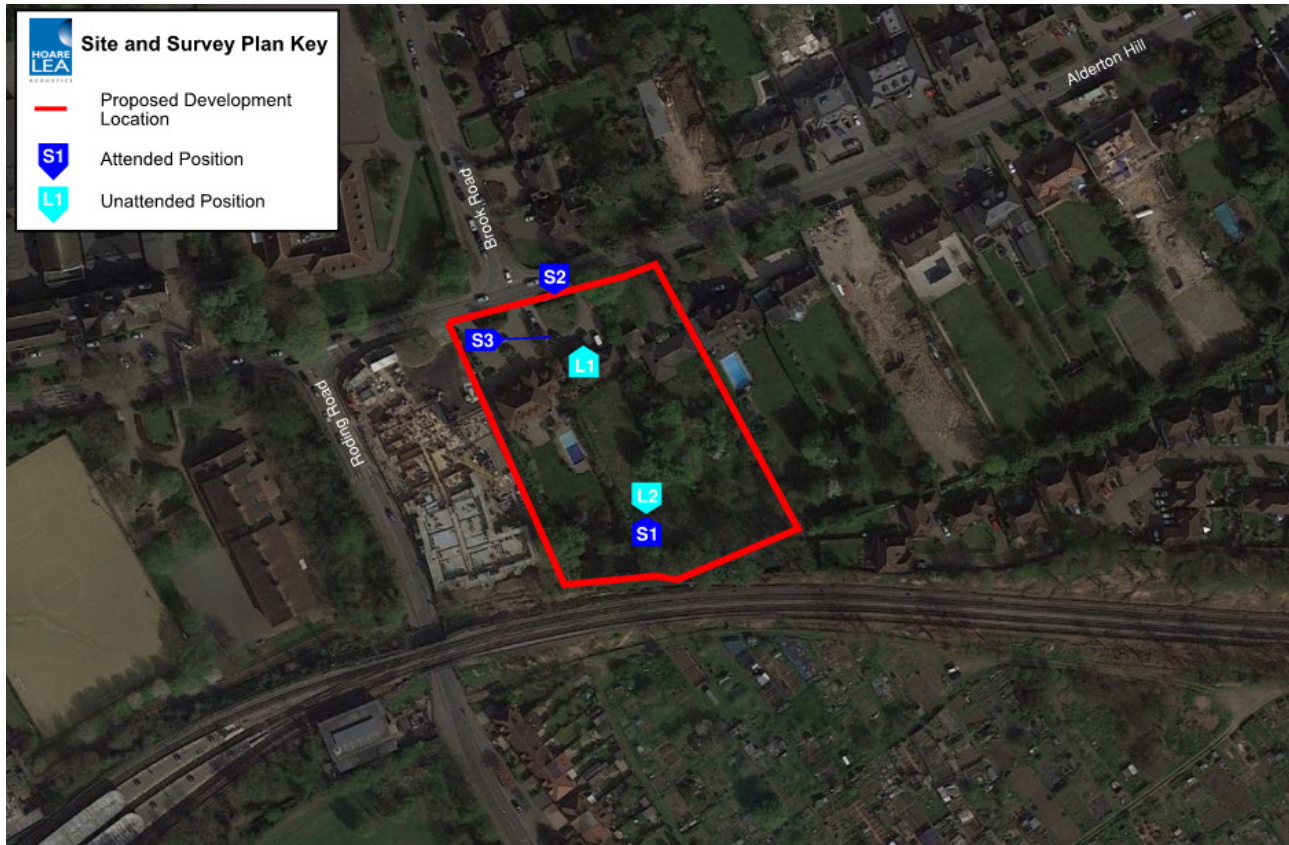 HOARE
LEA
ACOUSTICS
Site and Survey Plan Key
Proposed Development
Location
S1
Attended Position
L1
Unattended Position
Alderton Hill
Brook Road
S2
S3
L1
Roding Road
L2
S1